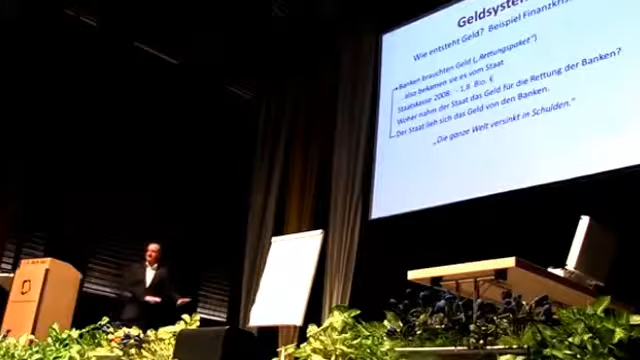 Geldsystem
Wie entsteht Geld? Beispiel Finanzkris
Banken brauchten Geld („Rettungspaket")
also bekamen sie es vom Staat
Staatskasse 2008: - 1,8 Bio. €
Woher nahm der Staat das Geld für die Rettung der Banken?
Der Staat lieh sich das Geld von den Banken.
„Die ganze Welt versinkt in Schulden."